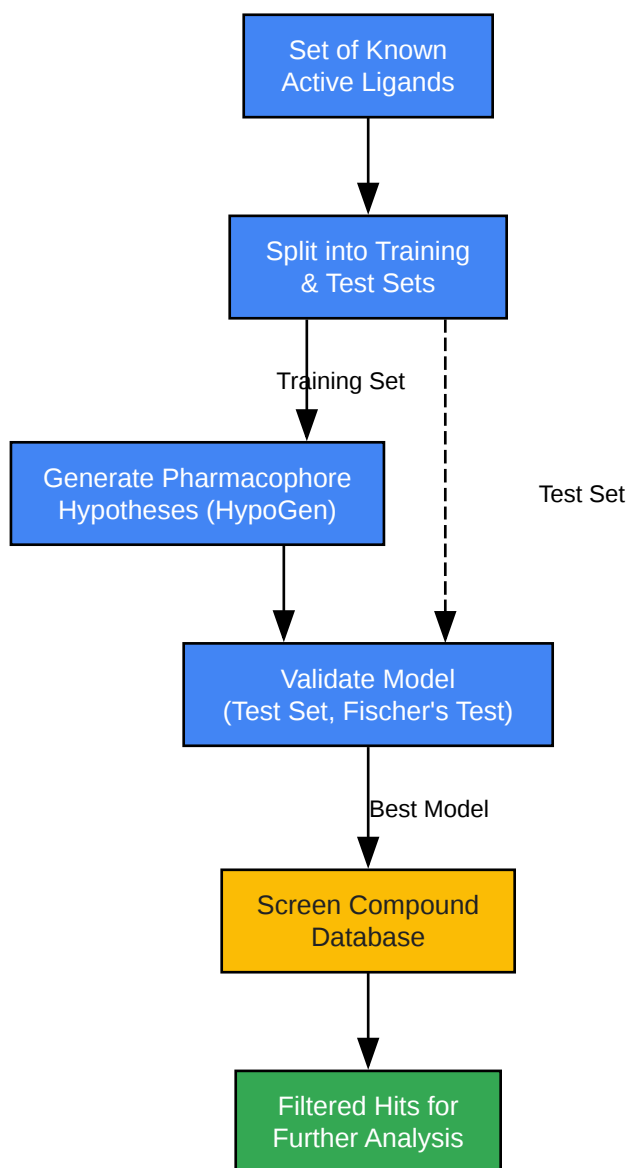 Set of Known
Active Ligands
Split into Training
& Test Sets
Training Set
Generate Pharmacophore
Hypotheses (HypoGen)
Test Set
Validate Model
(Test Set, Fischer's Test)
Best Model
Screen Compound
Database
Filtered Hits for
Further Analysis